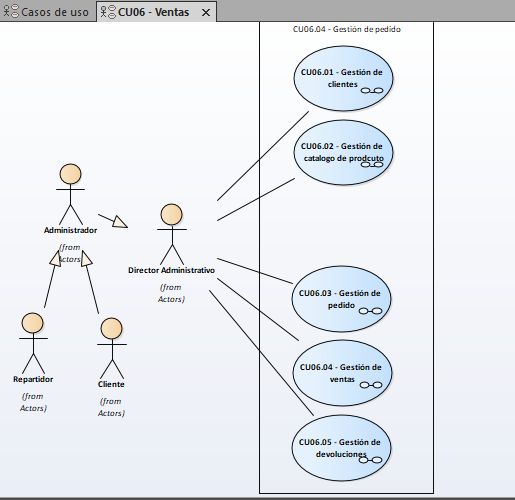 Casos de uso
CU06 - Ventas
CU06.04 - Gestión de pedido
CU06.01 - Gestión de
clientes
CU06.02 - Gestión de
catalogo de prodcuto
Administrador
(from
Actors)
Director Administrativo
(from
Actors)
CU06.03 - Gestión de
pedido
CU06.04 - Gestión de
ventas
Repartidor
(from
Actors)
Cliente
(from
Actors)
CU06.05 - Gestión de
devoluciones